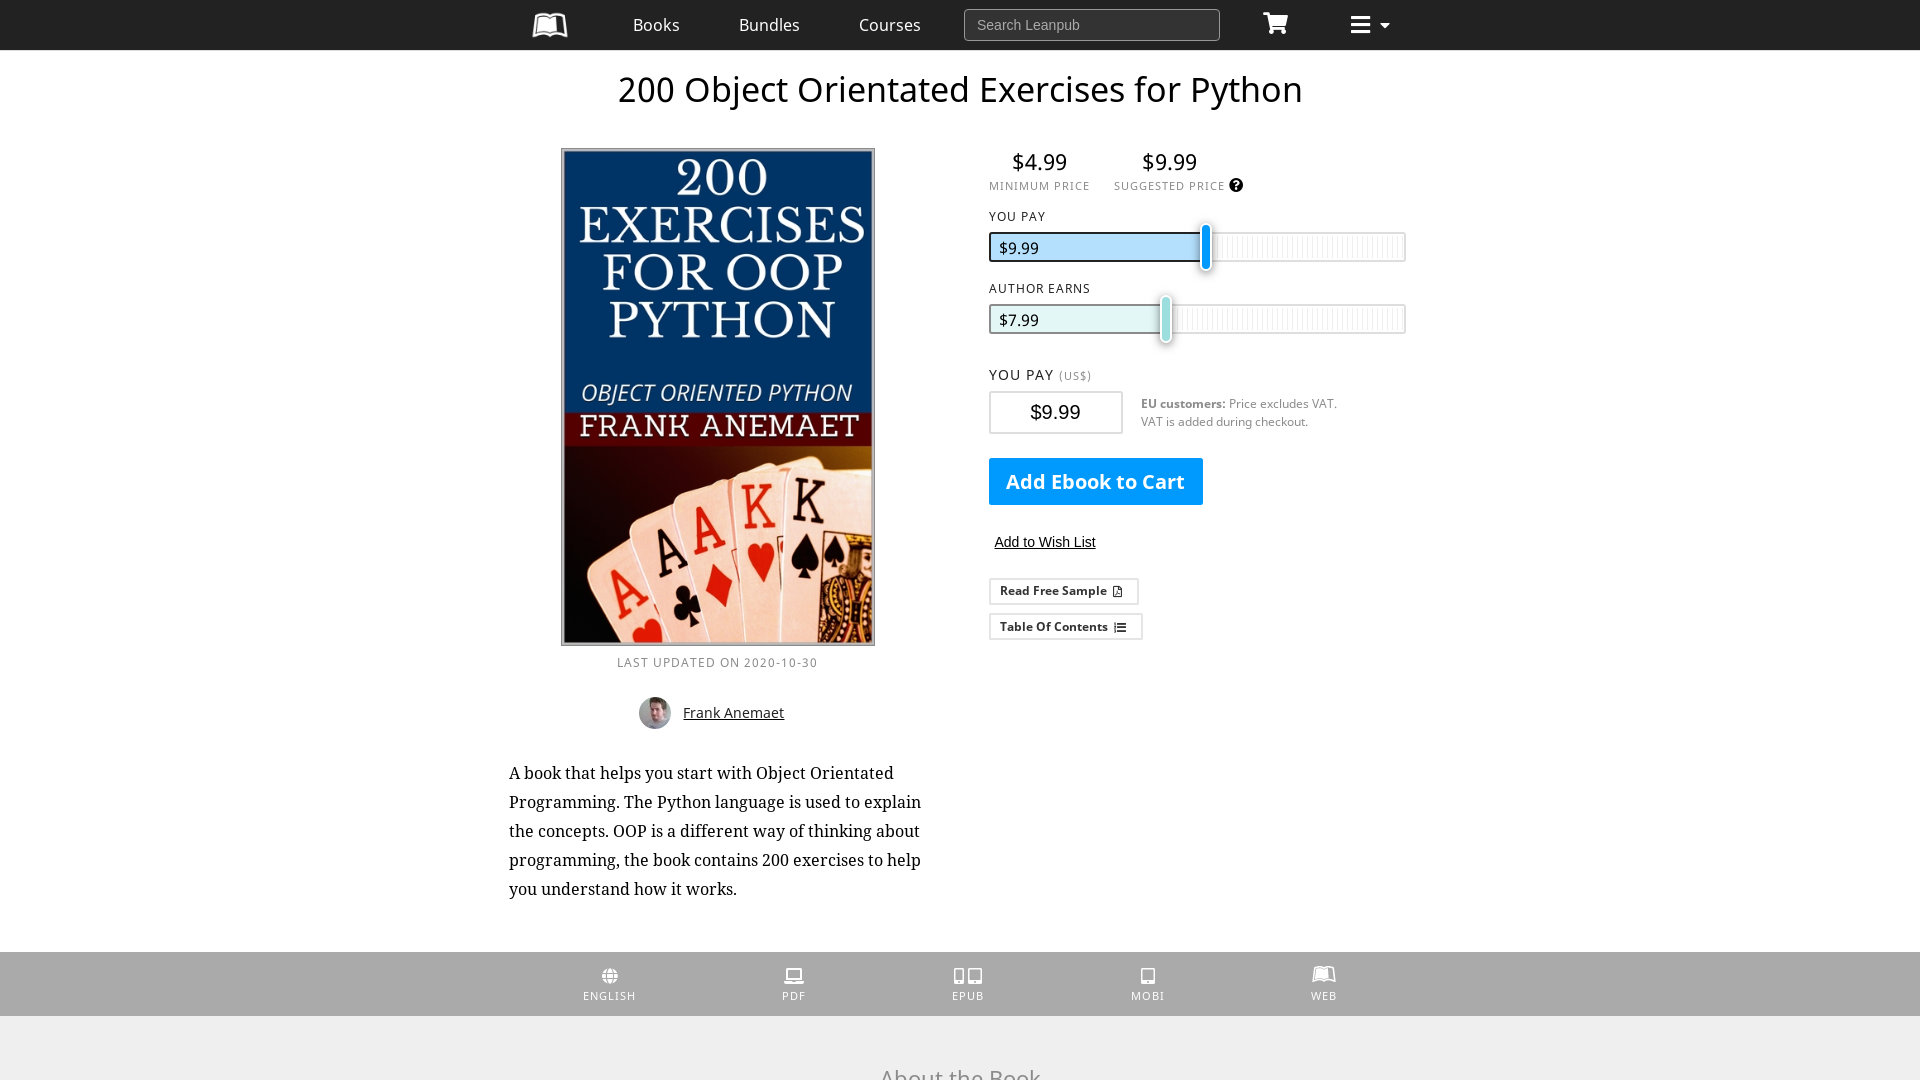 Books
Bundles
Courses
Search Leanpub
200 Object Orientated Exercises for Python
200
EXERCISES
FOR OOP
PYTHON
OBJECT ORIENTED PYTHON
FRANK ANEMAET
A
A
A
K
K
LAST UPDATED ON 2020-10-30
Frank Anemaet
A book that helps you start with Object Orientated
Programming. The Python language is used to explain
the concepts. OOP is a different way of thinking about
programming, the book contains 200 exercises to help
you understand how it works.
$4.99
MINIMUM PRICE
$9.99
SUGGESTED PRICE
YOU PAY
$9.99
AUTHOR EARNS
$7.99
YOU PAY (US$)
$9.99
EU customers: Price excludes VAT.
VAT is added during checkout.
Add Ebook to Cart
Add to Wish List
Read Free Sample
Table Of Contents
ENGLISH
PDF
EPUB
MOBI
WEB
About the Book